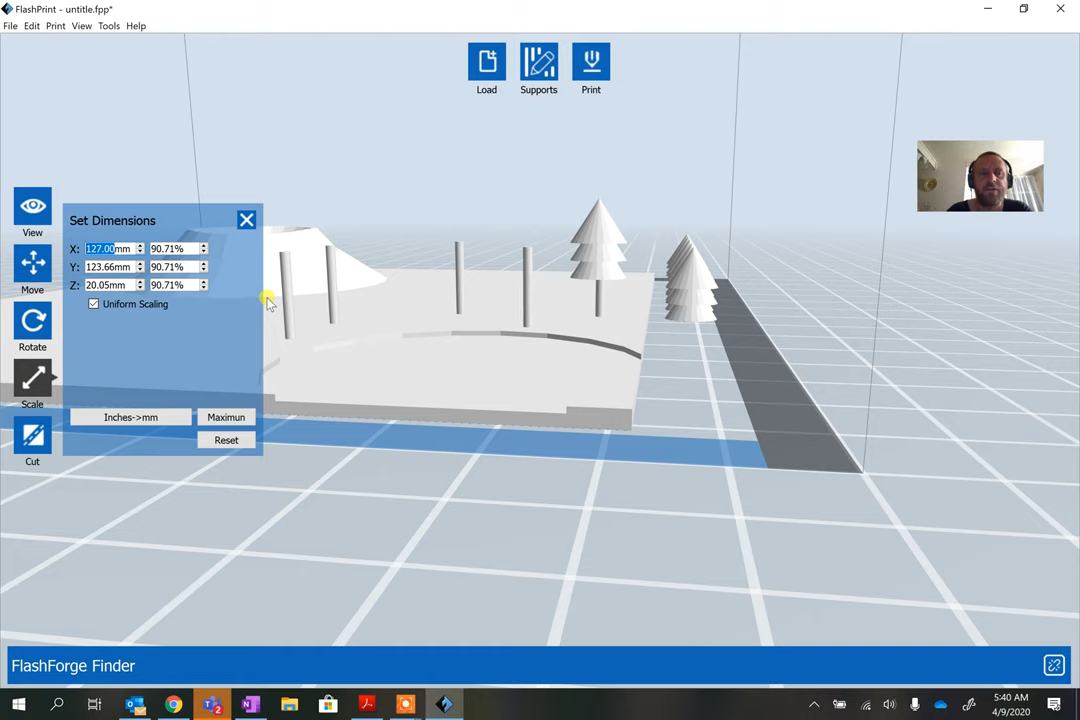 FlashPrint - untitle.fpp*
File Edit Print View Tools Help
Load
Supports
Print
View
Move
Rotate
Scale
Cut
Set Dimensions
X: 127.00mm 90.71%
Y: 123.66mm 90.71%
Z: 20.05mm 90.71%
Uniform Scaling
Inches->mm Maximun
Reset
FlashForge Finder
5:40 AM
4/9/2020